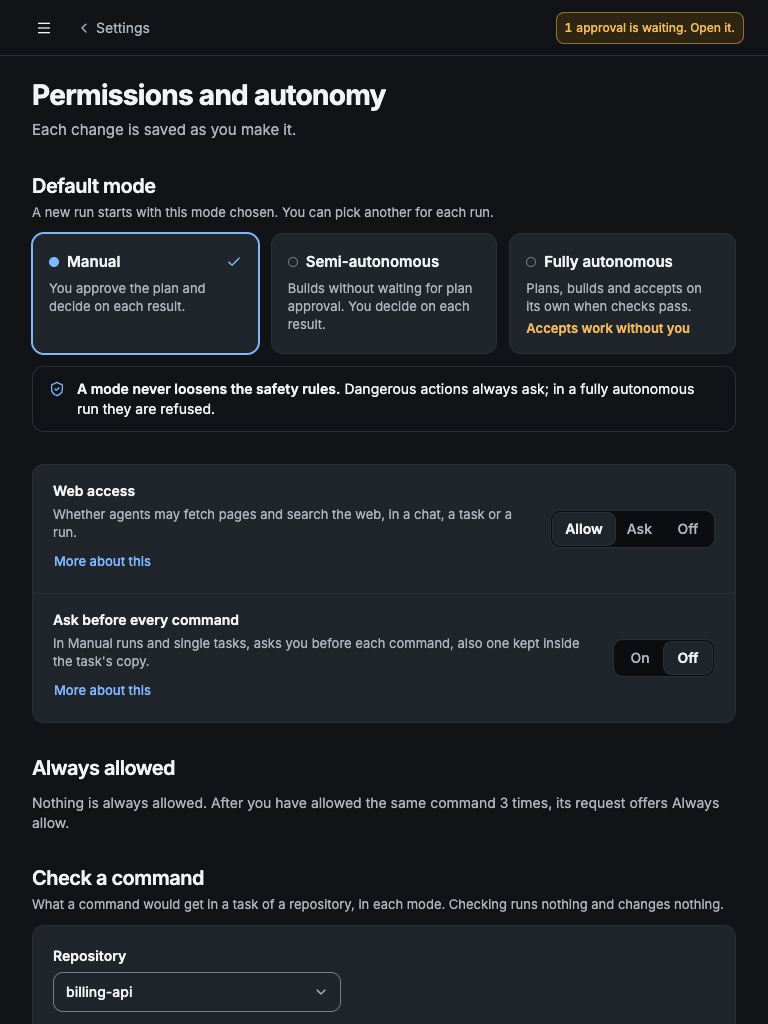 Settings
1 approval is waiting. Open it.
Permissions and autonomy
Each change is saved as you make it.
Default mode
A new run starts with this mode chosen. You can pick another for each run.
Manual
You approve the plan and
decide on each result.
Semi-autonomous
Builds without waiting for plan
approval. You decide on each
result.
Fully autonomous
Plans, builds and accepts on
its own when checks pass.
Accepts work without you
A mode never loosens the safety rules. Dangerous actions always ask; in a fully autonomous
run they are refused.
Web access
Whether agents may fetch pages and search the web, in a chat, a task or a
run.
More about this
Allow Ask Off
Ask before every command
In Manual runs and single tasks, asks you before each command, also one kept inside
the task's copy.
More about this
On Off
Always allowed
Nothing is always allowed. After you have allowed the same command 3 times, its request offers Always
allow.
Check a command
What a command would get in a task of a repository, in each mode. Checking runs nothing and changes nothing.
Repository
billing-api